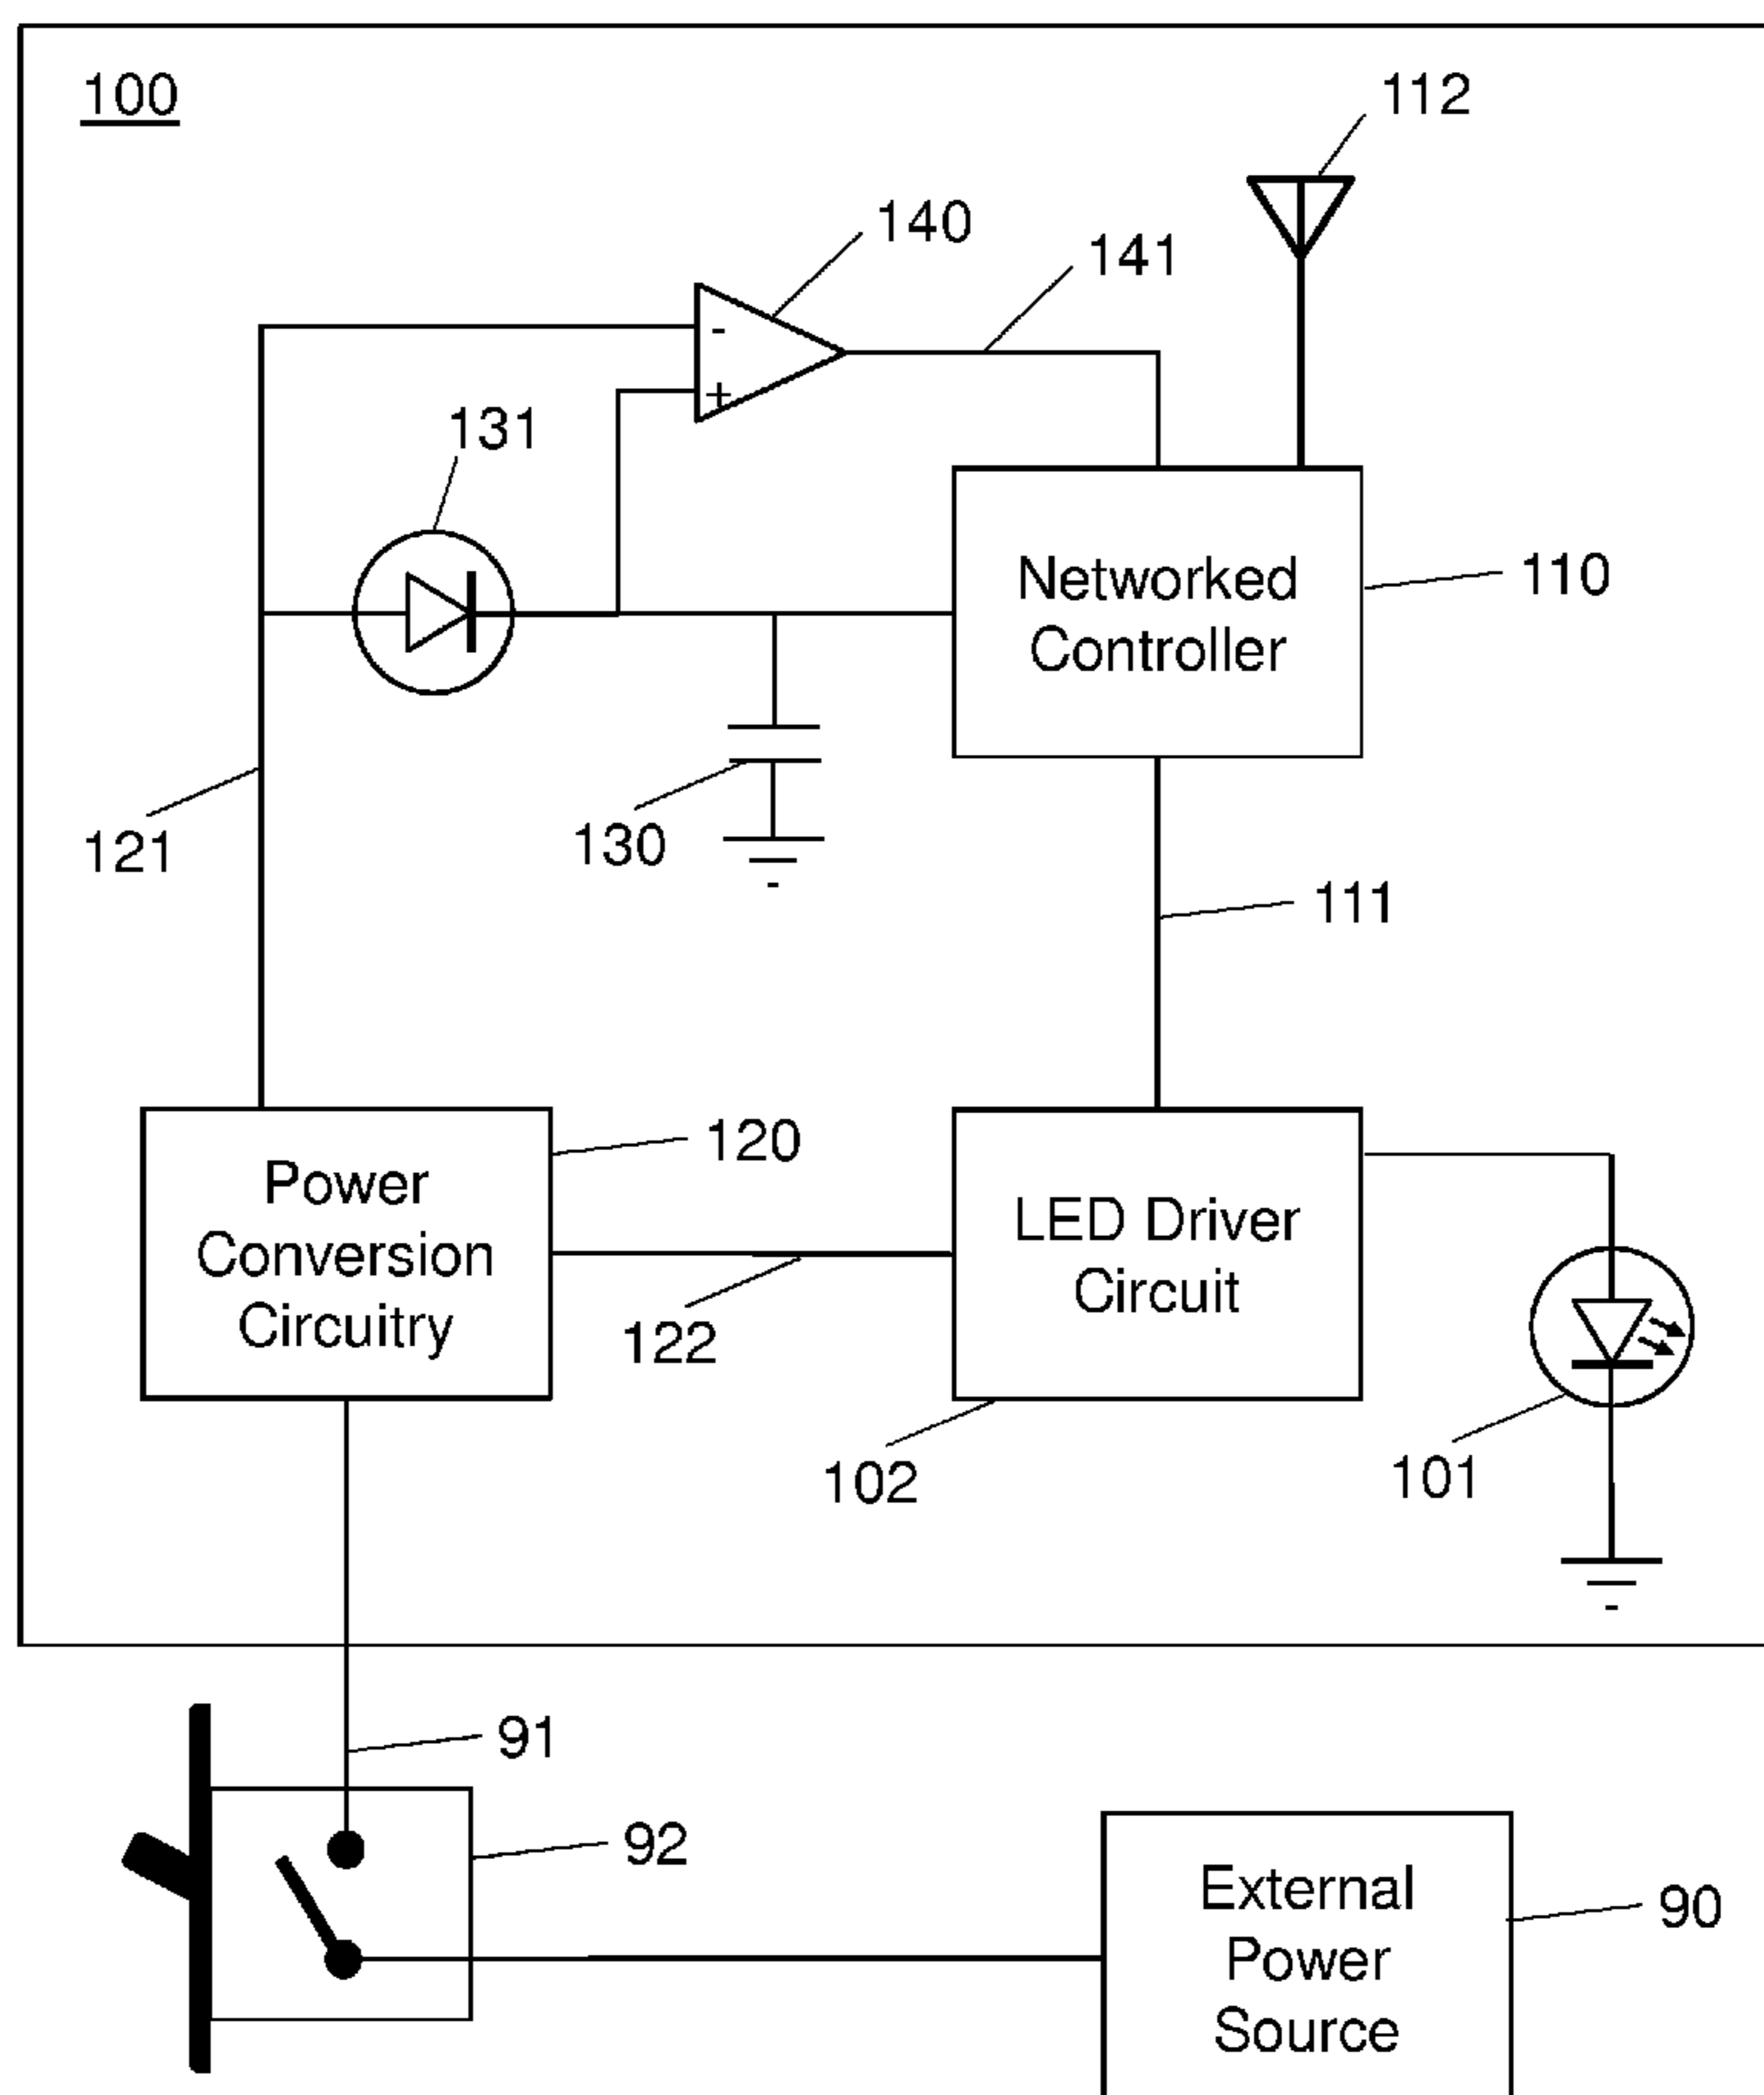 100
112
140
141
-
+
131
Networked
Controller
110
121
130
111
Power
Conversion
Circuitry
120
LED Driver
Circuit
122
102
101
91
92
External
Power
Source
90